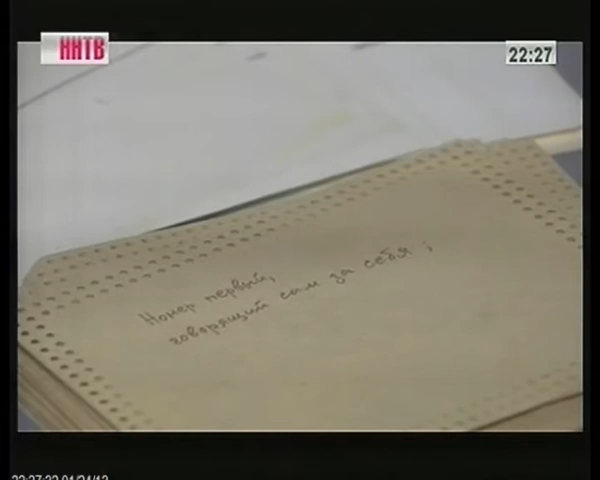 ННТВ
22:27
Номер первый,
говорящий сам за себя ;